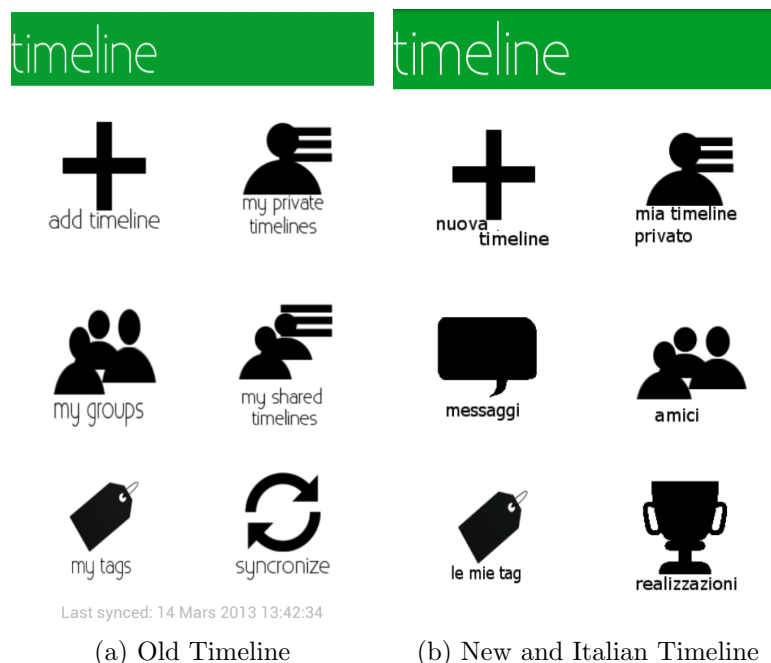 timeline
add timeline
my private
timelines
my groups
my shared
timelines
my tags
syncronize
Last synced: 14 Mars 2013 13:42:34
(a) Old Timeline
timeline
nuova
timeline
mia timeline
privato
messaggi
amici
le mie tag
realizzazioni
(b) New and Italian Timeline